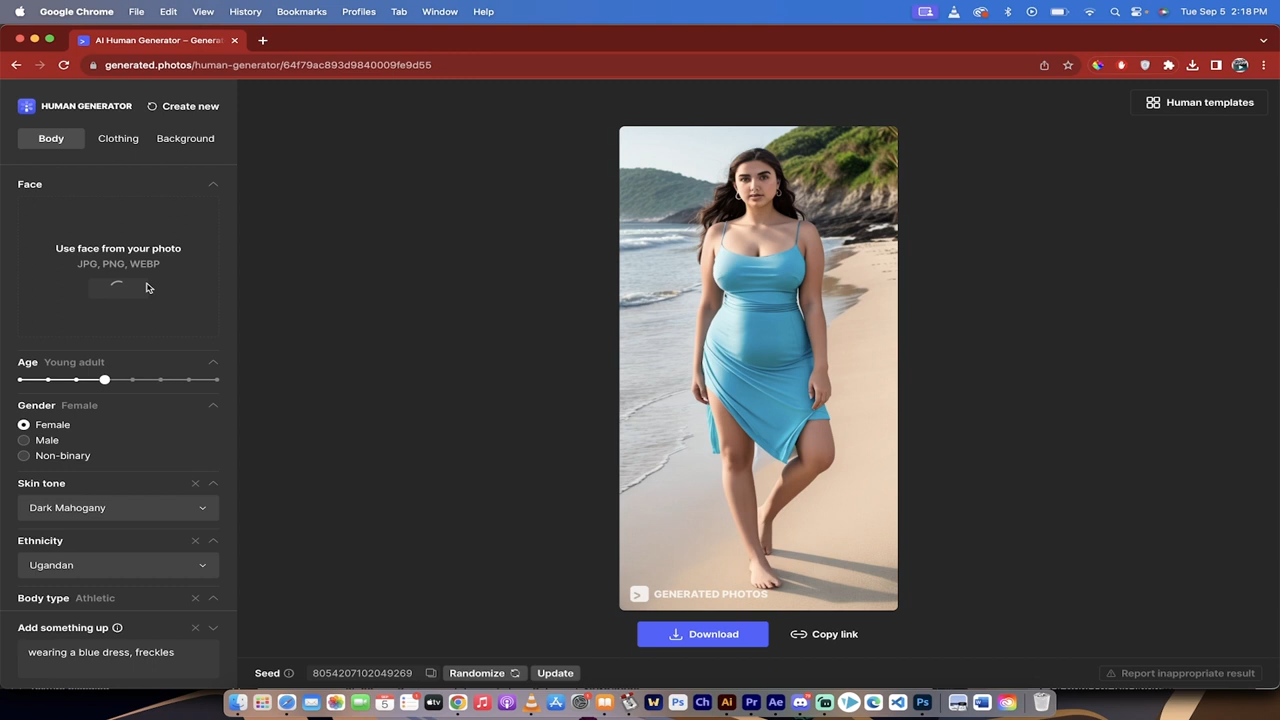 Google Chrome File Edit View History Bookmarks Profiles Tab Window Help Tue Sep 5 2:18 PM
AI Human Generator – Genera
generated.photos/human-generator/64f79ac893d9840009fe9d55
HUMAN GENERATOR Create new
Human templates
Body Clothing Background
Face
Use face from your photo
JPG, PNG, WEBP
Age Young adult
Gender Female
Female
Male
Non-binary
Skin tone
Dark Mahogany
Ethnicity
Ugandan
Body type Athletic
Add something up
wearing a blue dress, freckles
GENERATED PHOTOS
Download Copy link
Seed 8054207102049269 Randomize Update Report inappropriate result